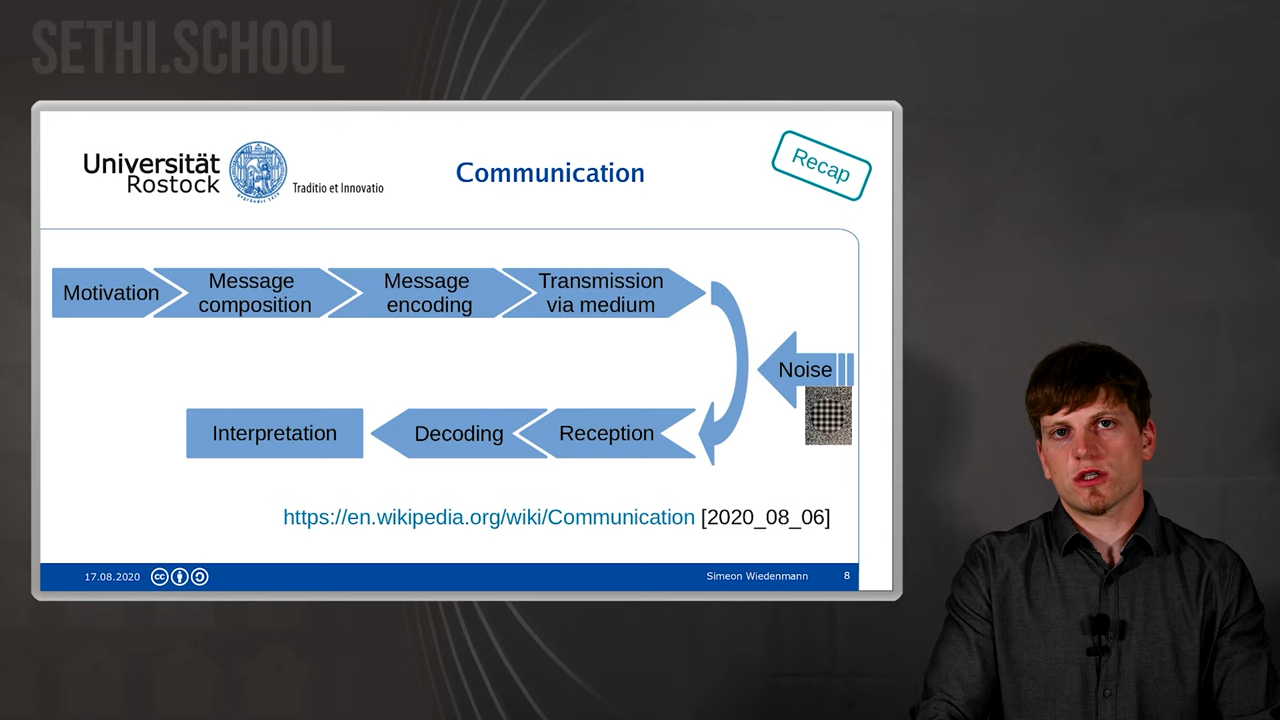 SETHI.SCHOOL
Universität
Rostock
Traditio et Innovatio
Communication
Recap
Motivation
Message
composition
Message
encoding
Transmission
via medium
Noise
Interpretation
Decoding
Reception
https://en.wikipedia.org/wiki/Communication [2020_08_06]
17.08.2020
cc
Simeon Wiedenmann
8